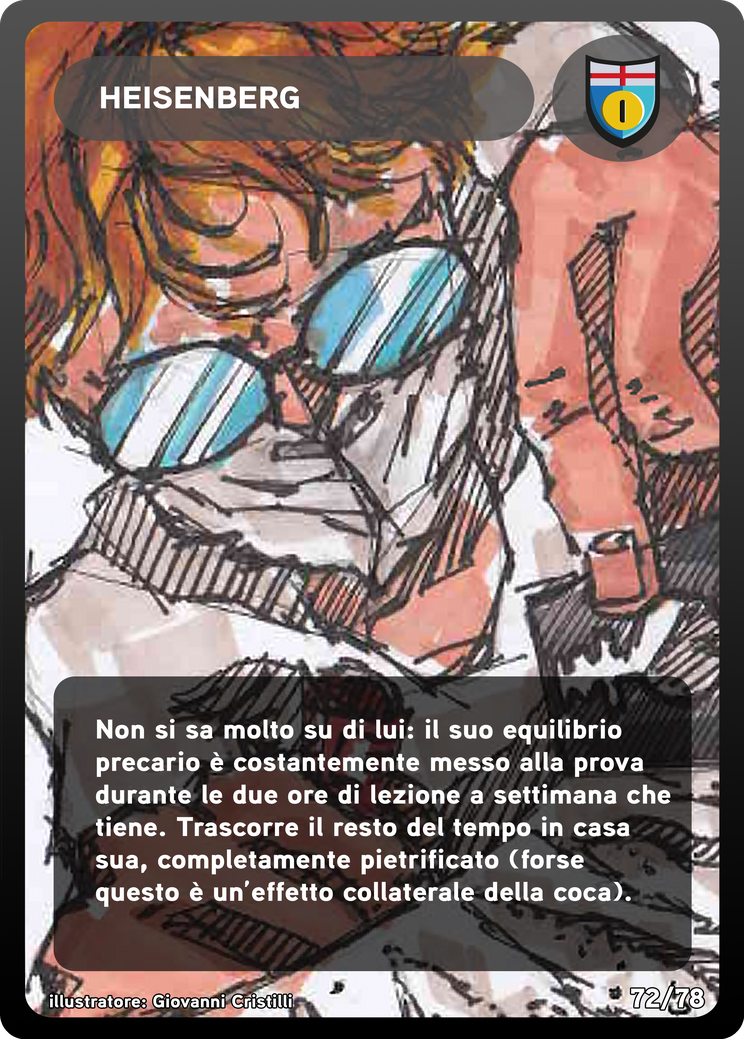 HEISENBERG
I
Non si sa molto su di lui: il suo equilibrio
precario è costantemente messo alla prova
durante le due ore di lezione a settimana che
tiene. Trascorre il resto del tempo in casa
sua, completamente pietrificato (forse
questo è un'effetto collaterale della coca).
illustratore: Giovanni Cristilli
72/78